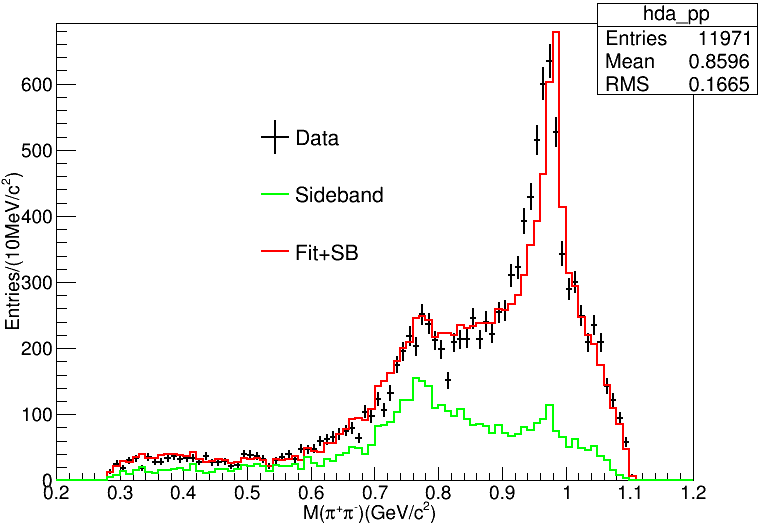 hda_pp
Entries 11971
Mean 0.8596
RMS 0.1665
Data
Sideband
Fit+SB
Entries/(10MeV/c²)
600
500
400
300
200
100
0
0.2 0.3 0.4 0.5 0.6 0.7 0.8 0.9 1 1.1 1.2
M(π⁺π⁻)(GeV/c²)